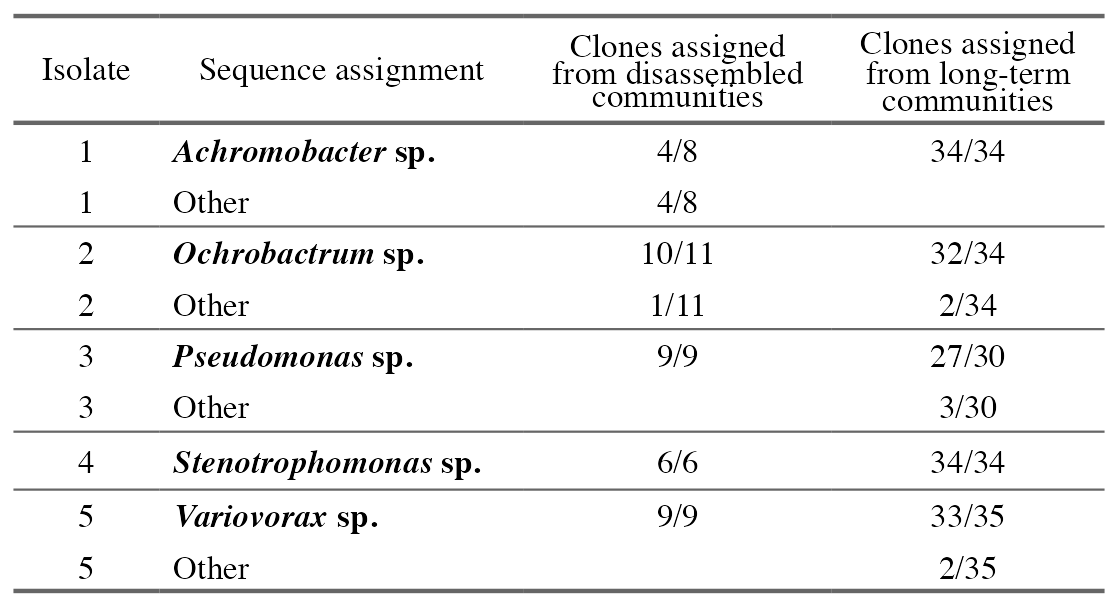 Isolate Sequence assignment Clones assigned from disassembled communities Clones assigned from long-term communities
1 Achromobacter sp. 4/8 34/34
1 Other 4/8
2 Ochrobactrum sp. 10/11 32/34
2 Other 1/11 2/34
3 Pseudomonas sp. 9/9 27/30
3 Other 3/30
4 Stenotrophomonas sp. 6/6 34/34
5 Variovorax sp. 9/9 33/35
5 Other 2/35